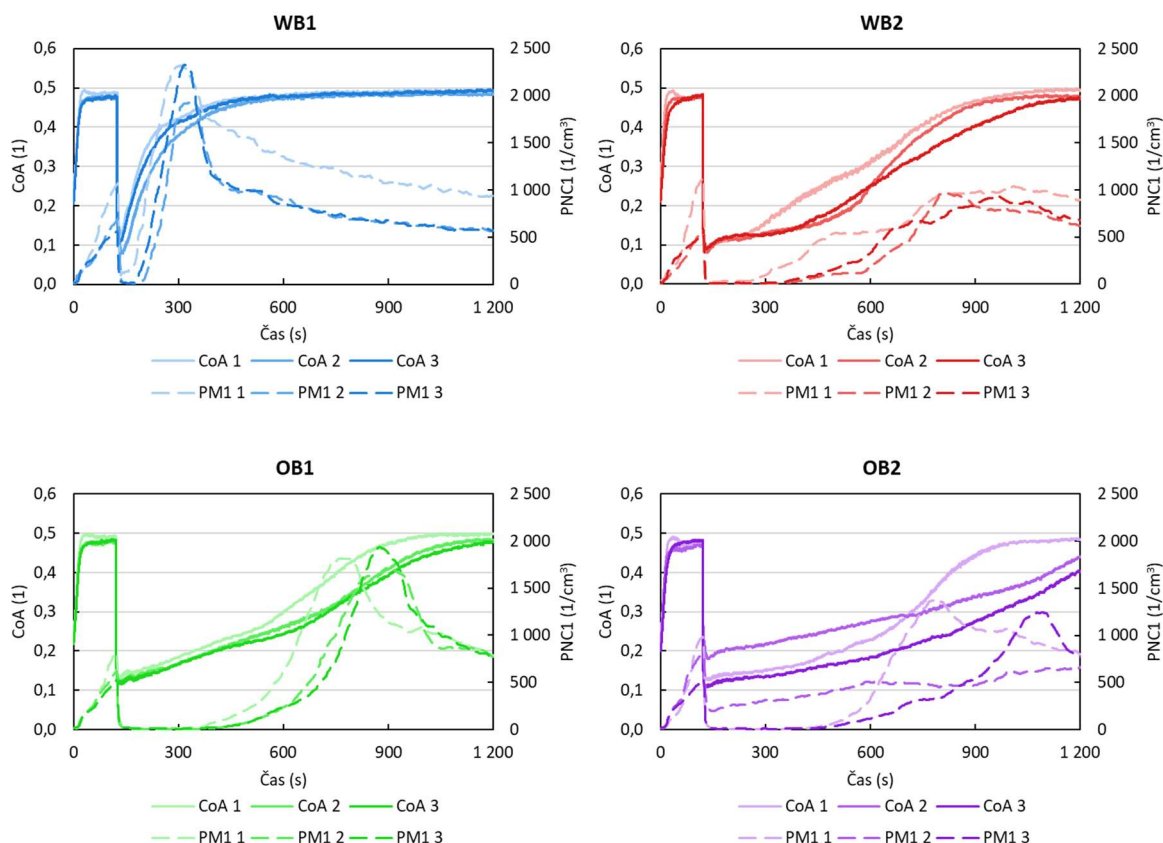 WB1
0,6
0,5
0,4
0,3
0,2
0,1
0,0
CoA (1)
2 500
2 000
1 500
1 000
500
0
PNC1 (1/cm³)
0 300 600 900 1 200
Čas (s)
CoA 1 CoA 2 CoA 3
PM1 1 PM1 2 PM1 3
WB2
0,6
0,5
0,4
0,3
0,2
0,1
0,0
CoA (1)
2 500
2 000
1 500
1 000
500
0
PNC1 (1/cm³)
0 300 600 900 1 200
Čas (s)
CoA 1 CoA 2 CoA 3
PM1 1 PM1 2 PM1 3
OB1
0,6
0,5
0,4
0,3
0,2
0,1
0,0
CoA (1)
2 500
2 000
1 500
1 000
500
0
PNC1 (1/cm³)
0 300 600 900 1 200
Čas (s)
CoA 1 CoA 2 CoA 3
PM1 1 PM1 2 PM1 3
OB2
0,6
0,5
0,4
0,3
0,2
0,1
0,0
CoA (1)
2 500
2 000
1 500
1 000
500
0
PNC1 (1/cm³)
0 300 600 900 1 200
Čas (s)
CoA 1 CoA 2 CoA 3
PM1 1 PM1 2 PM1 3